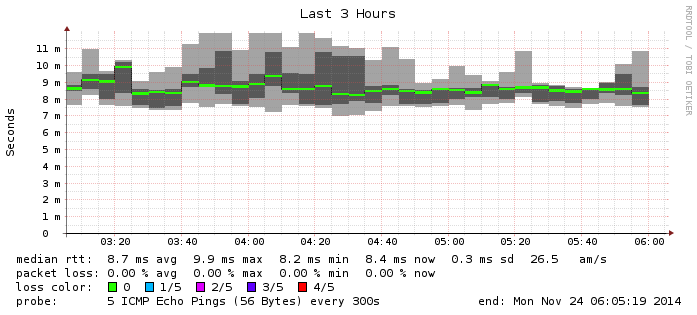 Last 3 Hours
RRDTOOL / TOBI OETIKER
Seconds
11 m
10 m
9 m
8 m
7 m
6 m
5 m
4 m
3 m
2 m
1 m
0
03:20 03:40 04:00 04:20 04:40 05:00 05:20 05:40 06:00
median rtt: 8.7 ms avg 9.9 ms max 8.2 ms min 8.4 ms now 0.3 ms sd 26.5 am/s
packet loss: 0.00 % avg 0.00 % max 0.00 % min 0.00 % now
loss color: 0 1/5 2/5 3/5 4/5
probe: 5 ICMP Echo Pings (56 Bytes) every 300s end: Mon Nov 24 06:05:19 2014